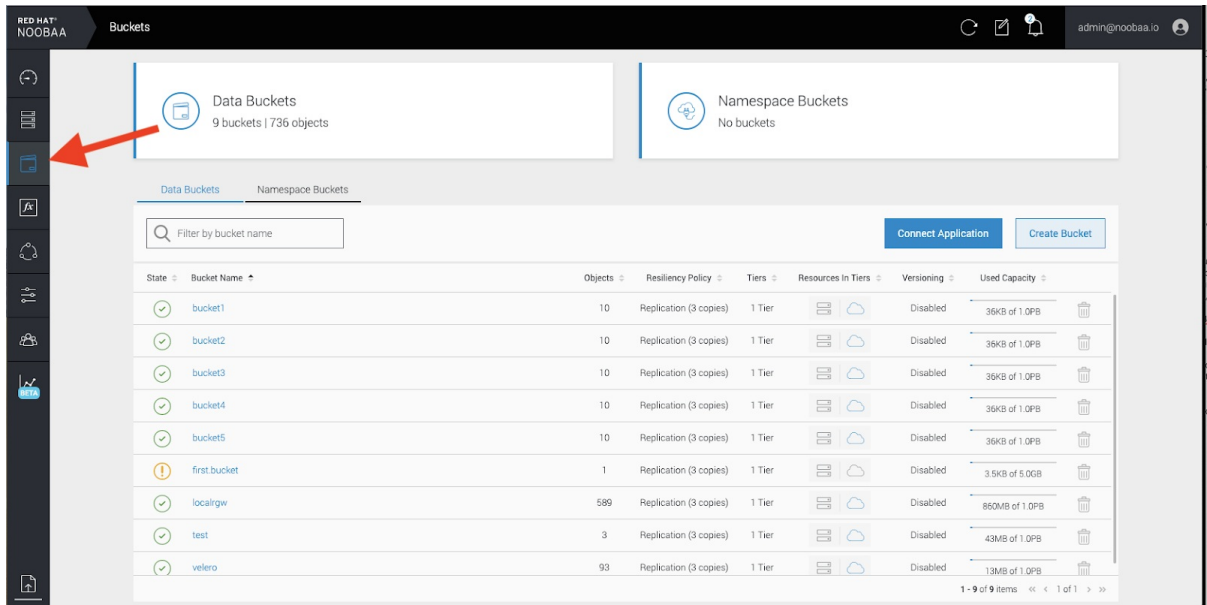 RED HAT®
NOOBAA
Buckets
2
admin@noobaa.io
Data Buckets
9 buckets | 736 objects
Namespace Buckets
No buckets
Data Buckets Namespace Buckets
Filter by bucket name
Connect Application
Create Bucket
State Bucket Name Objects Resiliency Policy Tiers Resources In Tiers Versioning Used Capacity
bucket1 10 Replication (3 copies) 1 Tier Disabled 36KB of 1.0PB
bucket2 10 Replication (3 copies) 1 Tier Disabled 36KB of 1.0PB
bucket3 10 Replication (3 copies) 1 Tier Disabled 36KB of 1.0PB
bucket4 10 Replication (3 copies) 1 Tier Disabled 36KB of 1.0PB
bucket5 10 Replication (3 copies) 1 Tier Disabled 36KB of 1.0PB
first.bucket 1 Replication (3 copies) 1 Tier Disabled 3.5KB of 5.0GB
localrgw 589 Replication (3 copies) 1 Tier Disabled 860MB of 1.0PB
test 3 Replication (3 copies) 1 Tier Disabled 43MB of 1.0PB
velero 93 Replication (3 copies) 1 Tier Disabled 13MB of 1.0PB
1 - 9 of 9 items << < 1 of 1 > >>
fx
BETA